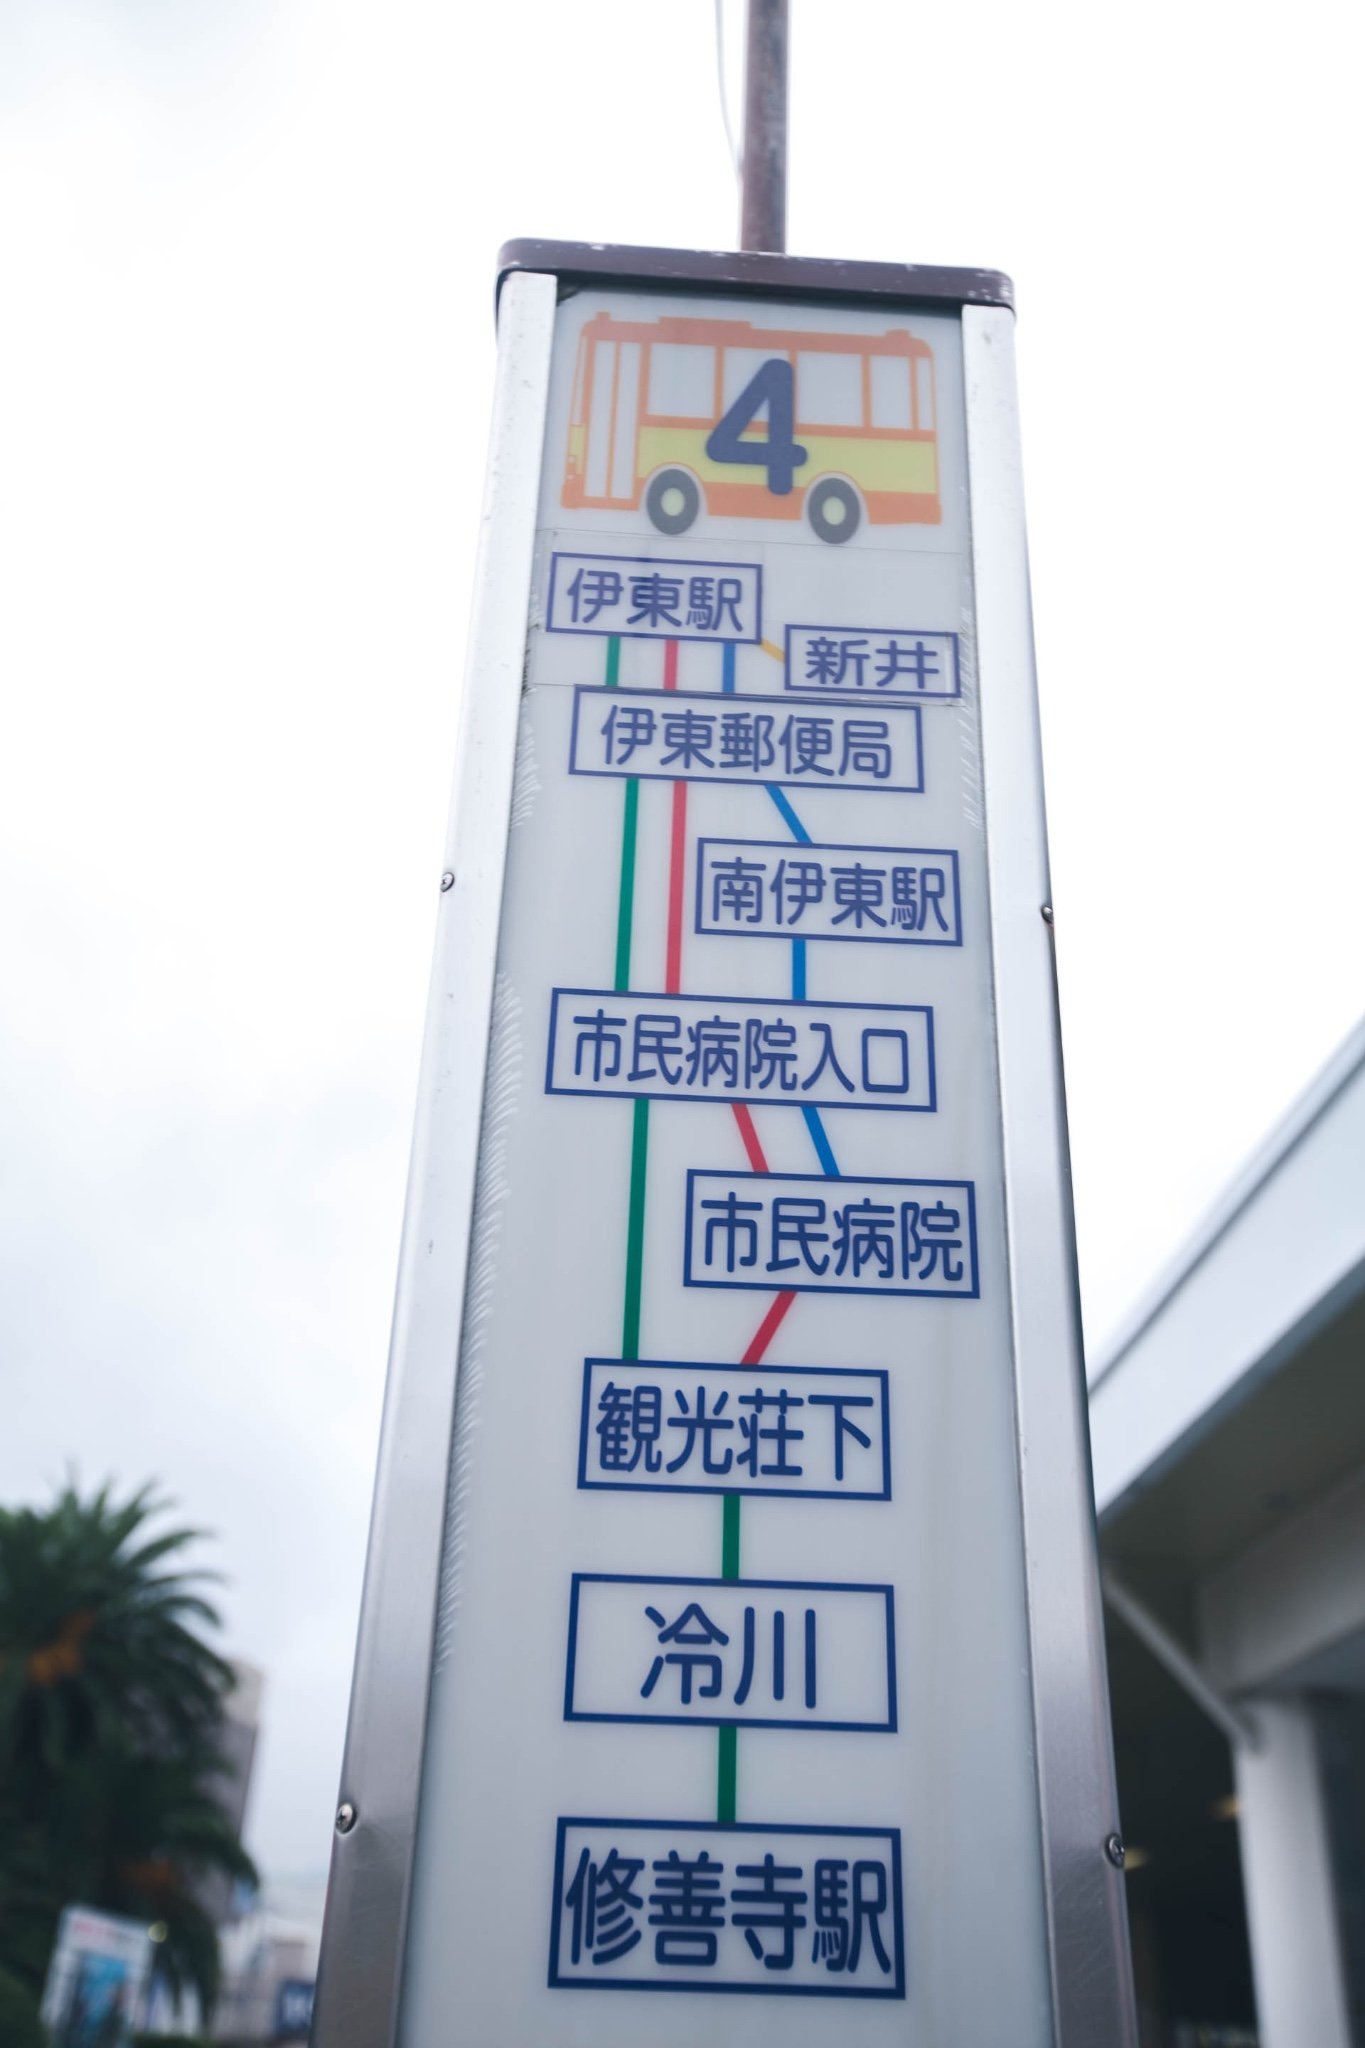 4
伊東駅
新井
伊東郵便局
南伊東駅
市民病院入口
市民病院
観光荘下
冷川
修善寺駅